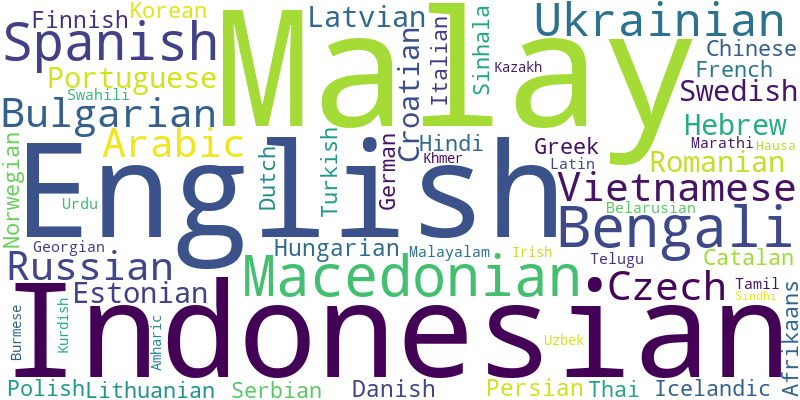 Finnish
Korean
Latvian
Ukrainian
Spanish
Malay
Croatian
Italian
Sinhala
Chinese
Kazakh
French
Portuguese
Swahili
Swedish
Bulgarian
Hebrew
Arabic
Norwegian
Dutch
Turkish
German
Hindi
Khmer
Greek
Marathi
Hausa
Latin
Romanian
English
Vietnamese
Urdu
Belarusian
Bengali
Georgian
Hungarian
Malayalam
Irish
Telugu
Catalan
Russian
Macedonian
Czech
Tamil
Sindhi
Estonian
Indonesian
Afrikaans
Burmese
Kurdish
Amharic
Uzbek
Polish
Lithuanian
Serbian
Danish
Persian
Thai
Icelandic